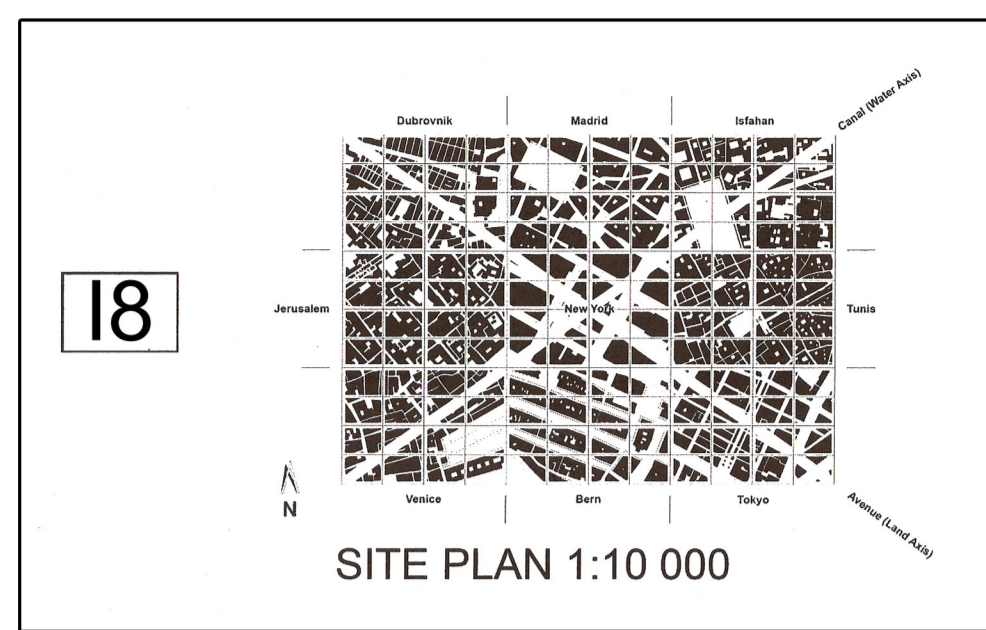 Canal (Water Axis)
Dubrovnik Madrid Isfahan
I8
Jerusalem New York Tunis
N
Venice Bern Tokyo
Avenue (Land Axis)
SITE PLAN 1:10 000